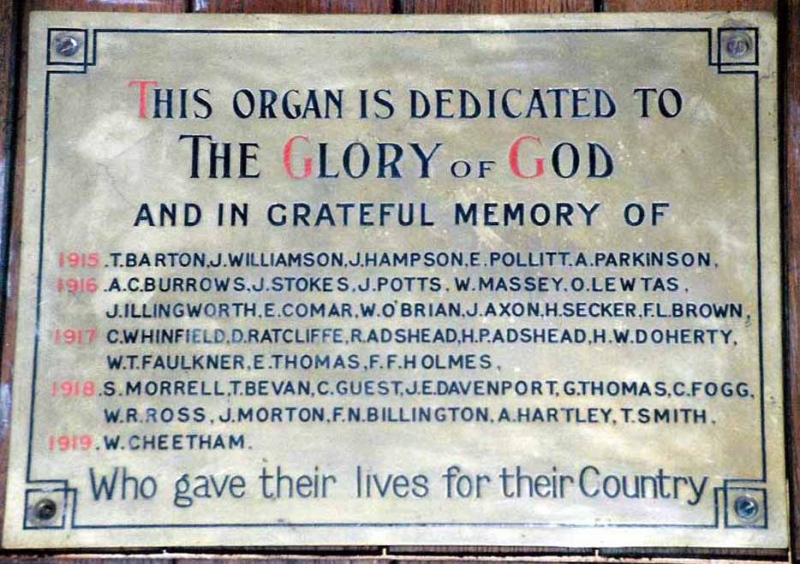 THIS ORGAN IS DEDICATED TO
THE GLORY OF GOD
AND IN GRATEFUL MEMORY OF
1915.T.BARTON,J.WILLIAMSON,J.HAMPSON,E.POLLITT.A.PARKINSON,
1916.A.C.BURROWS,J.STOKES,J.POTTS, W.MASSEY,O.LEWTAS,
J.ILLINGWORTH,E.COMAR,W.O'BRIAN,J.AXON,H.SECKER,F.L.BROWN,
1917 C.WHINFIELD,D.RATCLIFFE,R.ADSHEAD,H.P.ADSHEAD,H.W.DOHERTY,
W.T.FAULKNER,E.THOMAS,F.F.HOLMES,
1918.S.MORRELL,T.BEVAN,C.GUEST,J.E.DAVENPORT,G.THOMAS,C.FOGG,
W.R.ROSS, J.MORTON,F.N.BILLINGTON,A.HARTLEY,T.SMITH.
1919.W.CHEETHAM.
Who gave their lives for their Country